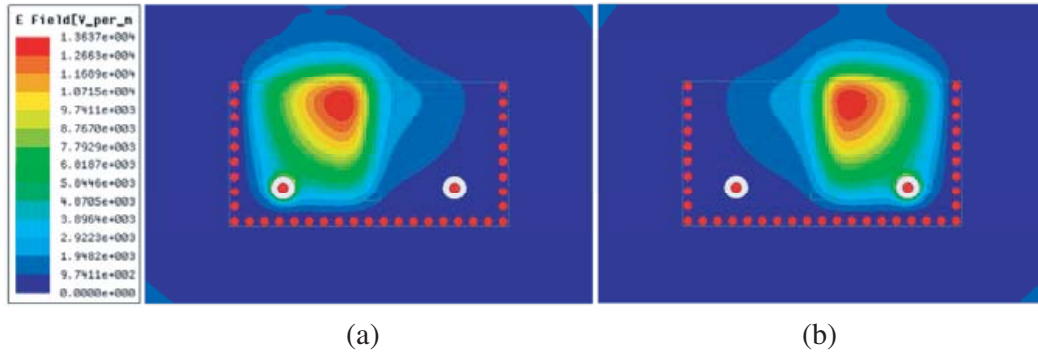 E Field[V_per_m
1.3637e+004
1.2663e+004
1.1689e+004
1.0715e+004
9.7411e+003
8.7670e+003
7.7929e+003
6.8187e+003
5.8446e+003
4.8705e+003
3.8964e+003
2.9223e+003
1.9482e+003
9.7411e+002
0.0000e+000
(a)
(b)